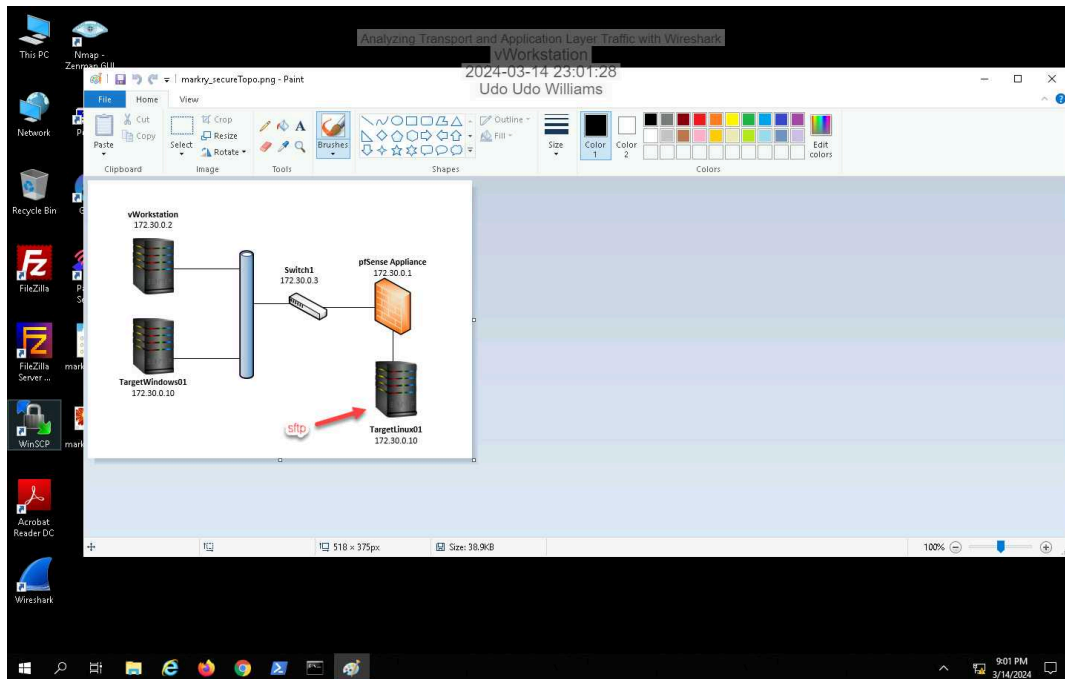 Analyzing Transport and Application Layer Traffic with Wireshark
vWorkstation
2024-03-14 23:01:28
Udo Udo Williams
This PC
Nmap -
Zenmap GUI
Network
Recycle Bin
FileZilla
FileZilla
Server ...
mark
WinSCP
mark
Acrobat
Reader DC
Wireshark
markry_secureTopo.png - Paint
File
Home
View
Paste
Cut
Copy
Clipboard
Select
Crop
Resize
Rotate
Image
Tools
Brushes
Outline
Fill
Shapes
Size
Color
1
Color
2
Edit
colors
Colors
vWorkstation
172.30.0.2
Switch1
172.30.0.3
pfSense Appliance
172.30.0.1
TargetWindows01
172.30.0.10
sftp
TargetLinux01
172.30.0.10
518 × 375px
Size: 38.9KB
100%
9:01 PM
3/14/2024